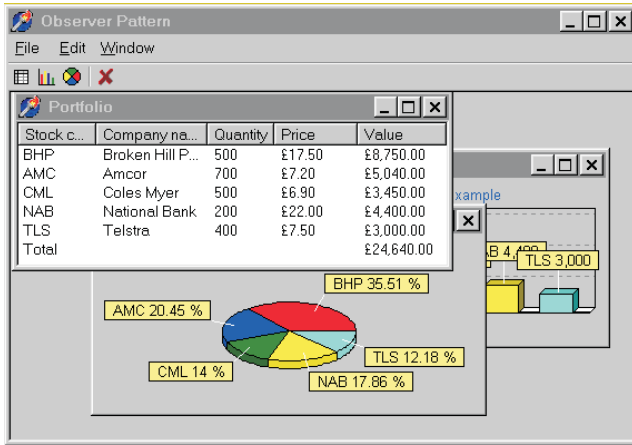 Observer Pattern
File Edit Window
Portfolio
Stock c... Company na... Quantity Price Value
BHP Broken Hill P... 500 £17.50 £8,750.00
AMC Amcor 700 £7.20 £5,040.00
CML Coles Myer 500 £6.90 £3,450.00
NAB National Bank 200 £22.00 £4,400.00
TLS Telstra 400 £7.50 £3,000.00
Total £24,640.00
xample
TLS 3,000
BHP 35.51 %
AMC 20.45 %
TLS 12.18 %
CML 14 %
NAB 17.86 %